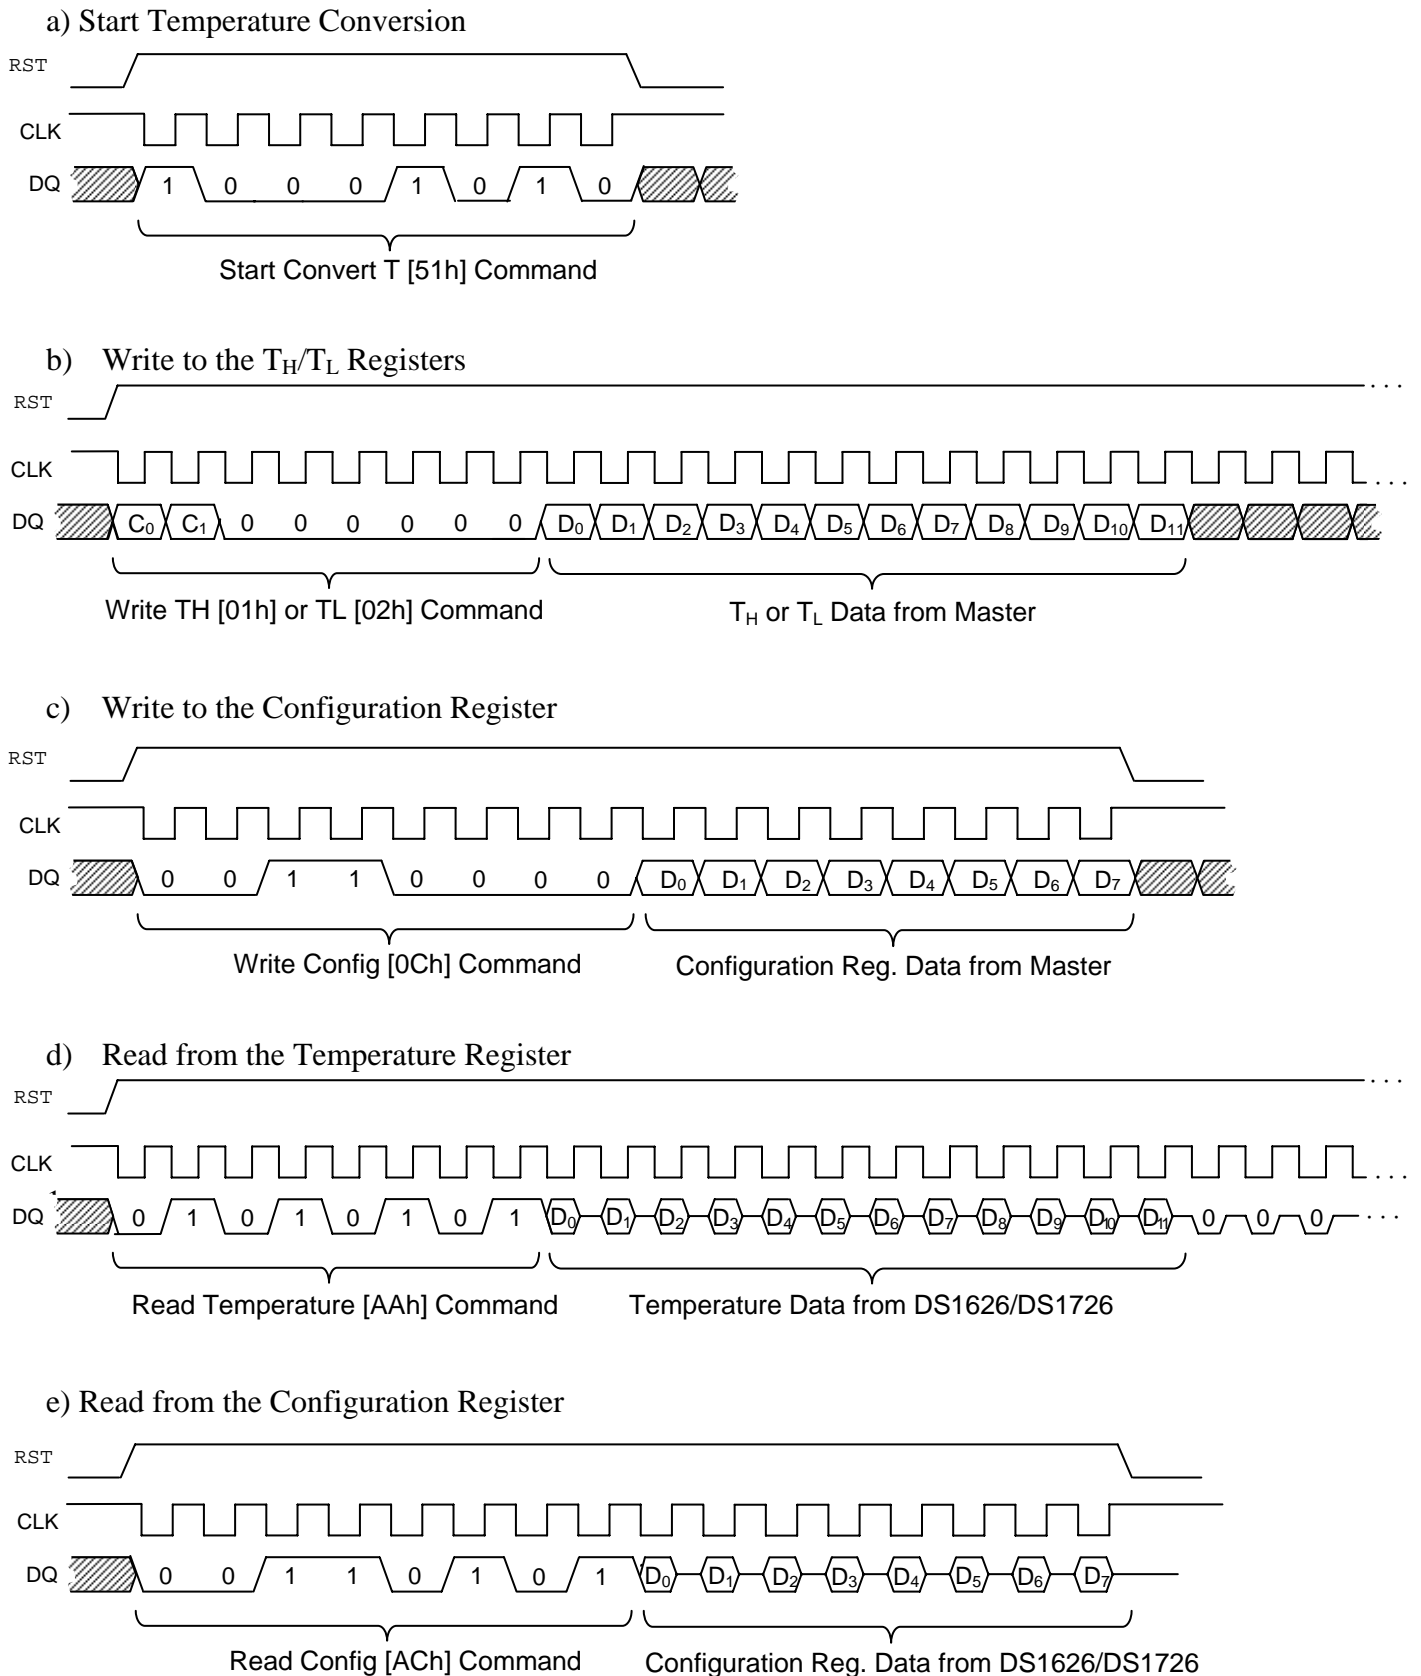 a) Start Temperature Conversion
RST
CLK
DQ 1 0 0 0 1 0 1 0
Start Convert T [51h] Command
b) Write to the T_H/T_L Registers
RST . . .
CLK . . . .
DQ C₀ C₁ 0 0 0 0 0 0 D₀ D₁ D₂ D₃ D₄ D₅ D₆ D₇ D₈ D₉ D₁₀ D₁₁
Write TH [01h] or TL [02h] Command T_H or T_L Data from Master
c) Write to the Configuration Register
RST
CLK
DQ 0 0 1 1 0 0 0 0 D₀ D₁ D₂ D₃ D₄ D₅ D₆ D₇
Write Config [0Ch] Command Configuration Reg. Data from Master
d) Read from the Temperature Register
RST . . .
CLK . . . .
DQ 0 1 0 1 0 1 0 1 D₀ D₁ D₂ D₃ D₄ D₅ D₆ D₇ D₈ D₉ D₁₀ D₁₁ 0 0 0 . . .
Read Temperature [AAh] Command Temperature Data from DS1626/DS1726
e) Read from the Configuration Register
RST
CLK
DQ 0 0 1 1 0 1 0 1 D₀ D₁ D₂ D₃ D₄ D₅ D₆ D₇
Read Config [ACh] Command Configuration Reg. Data from DS1626/DS1726